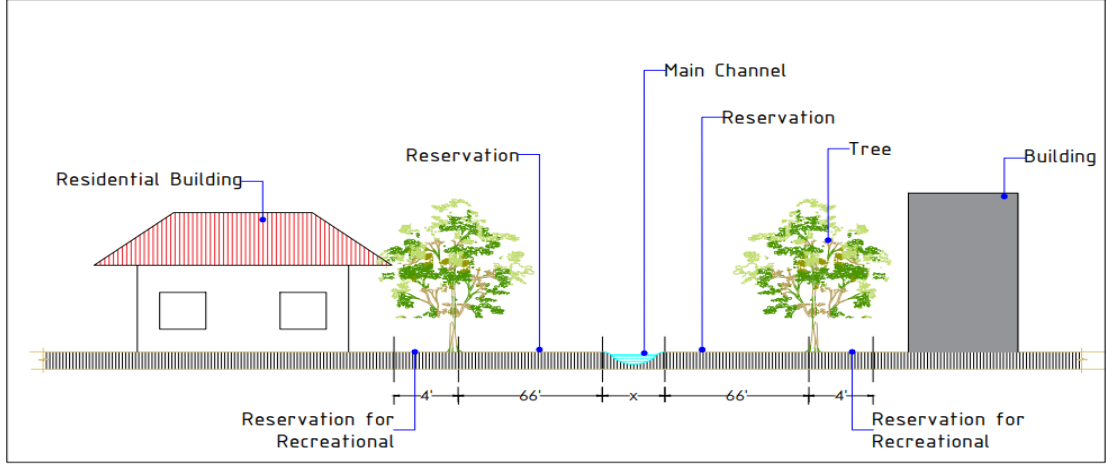 Main Channel
Reservation
Tree
Reservation
Building
Residential Building
4'
66'
x
66'
4'
Reservation for
Recreational
Reservation for
Recreational